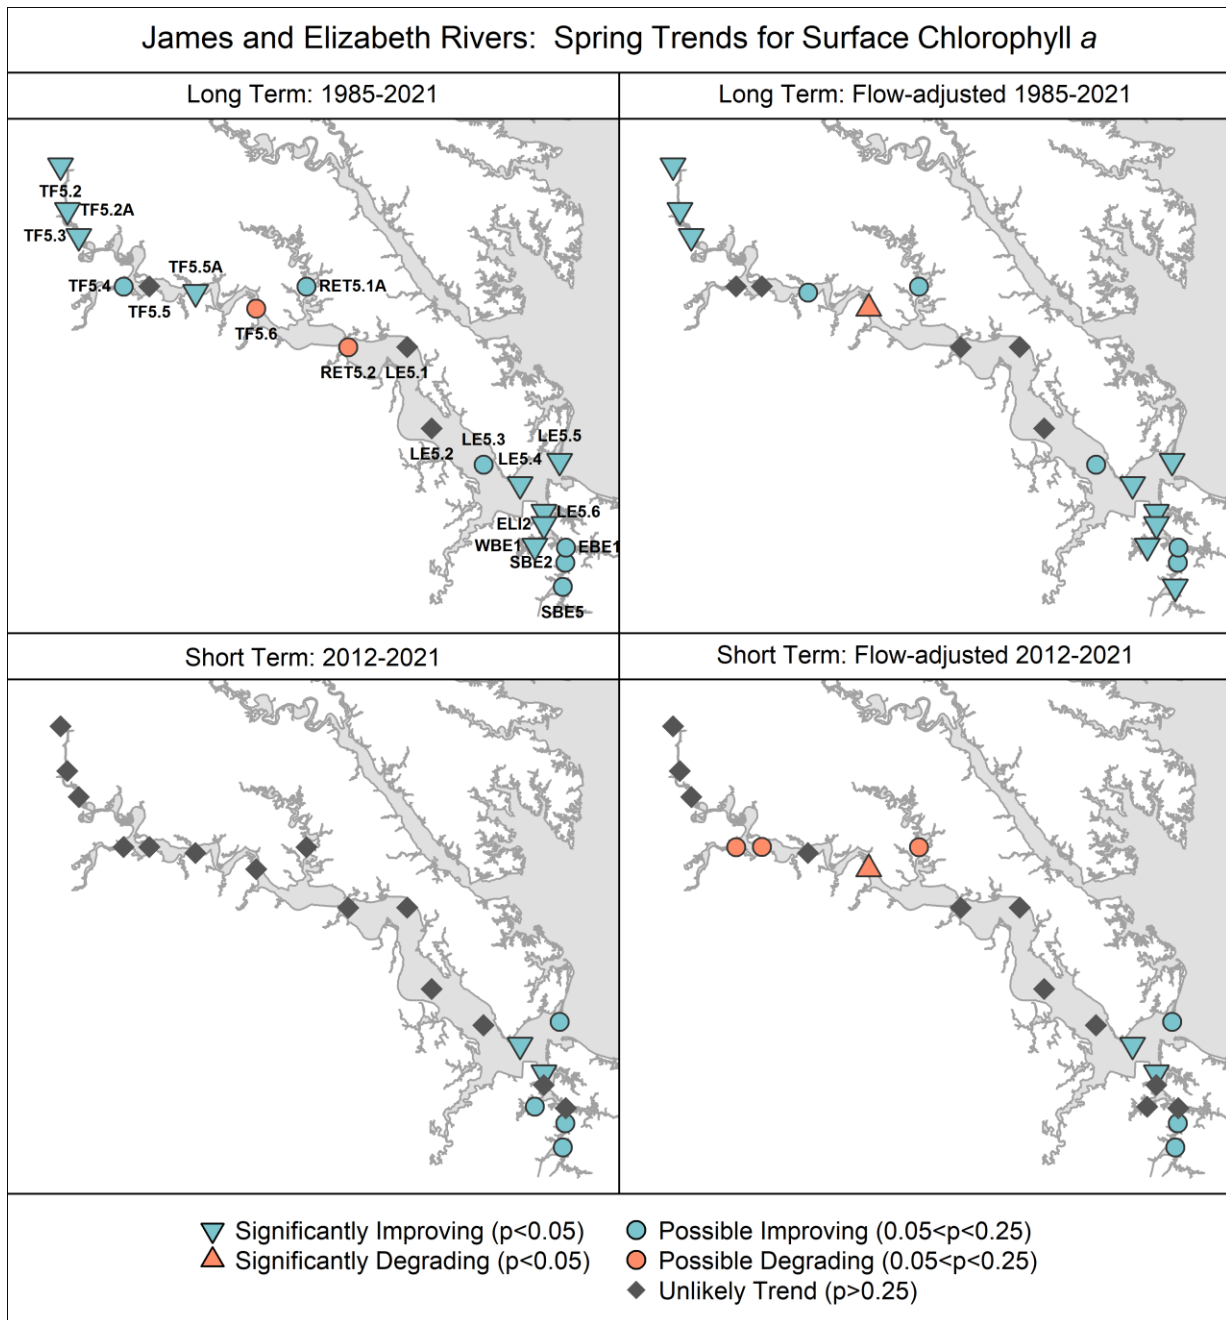 James and Elizabeth Rivers: Spring Trends for Surface Chlorophyll a
Long Term: 1985-2021
Long Term: Flow-adjusted 1985-2021
TF5.2
TF5.2A
TF5.3
TF5.4
TF5.5
TF5.5A
RET5.1A
TF5.6
RET5.2
LE5.1
LE5.2
LE5.3
LE5.5
LE5.4
LE5.6
ELI2
WBE1
EBE1
SBE2
SBE5
Short Term: 2012-2021
Short Term: Flow-adjusted 2012-2021
Significantly Improving (p<0.05)
Significantly Degrading (p<0.05)
Possible Improving (0.05<p<0.25)
Possible Degrading (0.05<p<0.25)
Unlikely Trend (p>0.25)